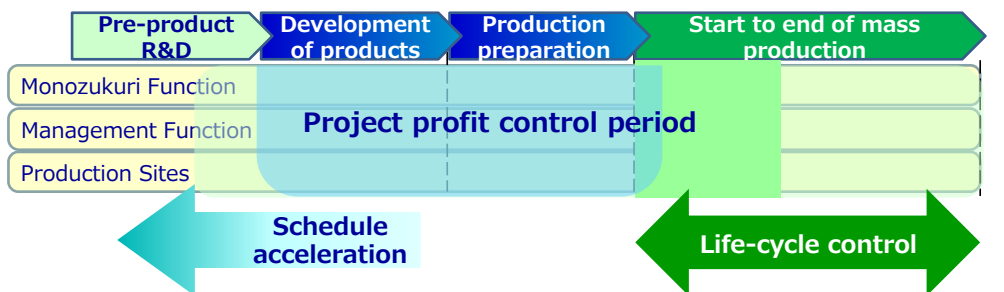 Pre-product
R&D
Development
of products
Production
preparation
Start to end of mass
production
Monozukuri Function
Management Function
Production Sites
Project profit control period
Schedule
acceleration
Life-cycle control